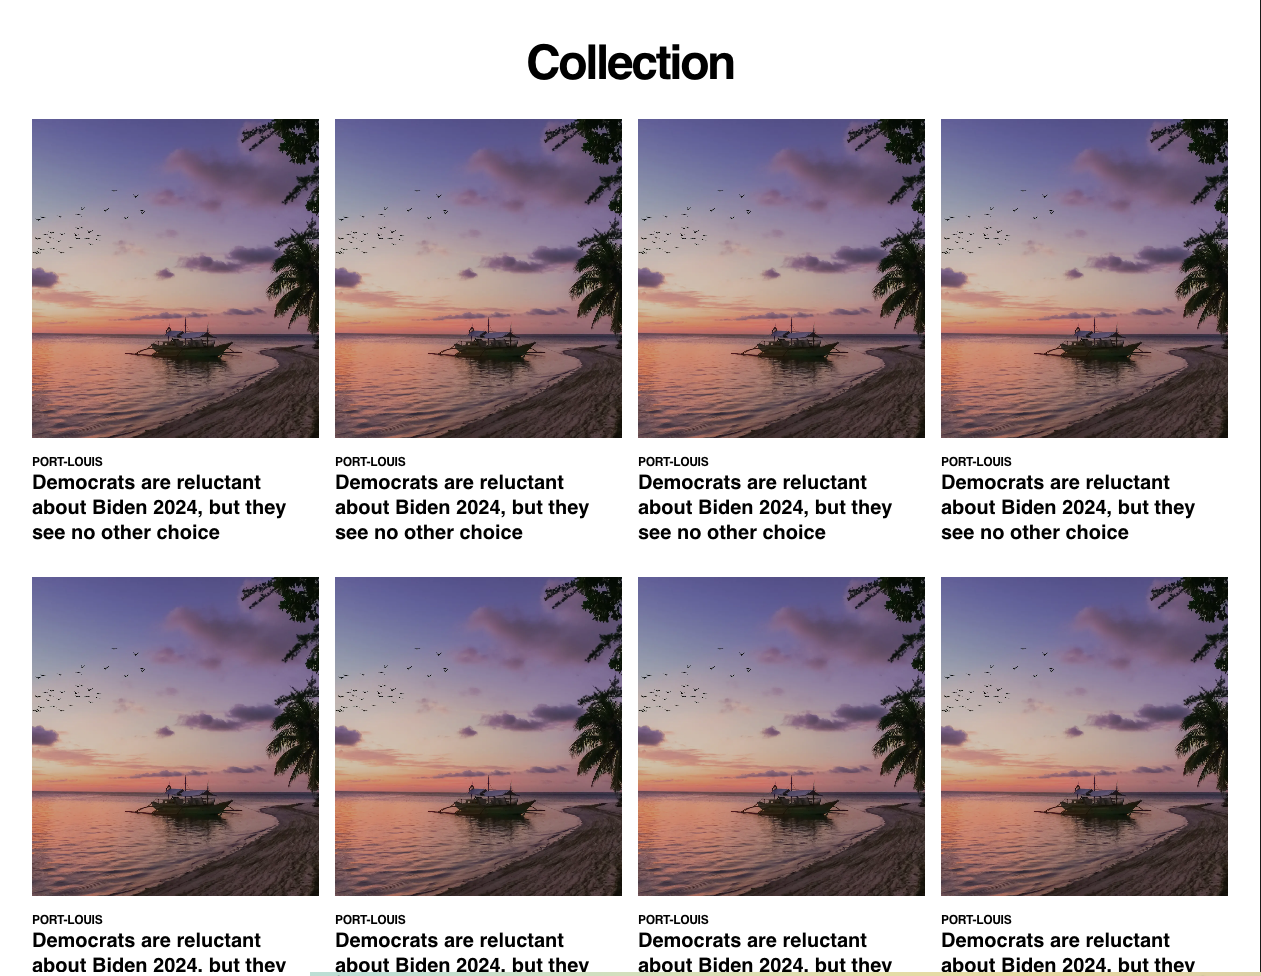 Collection
PORT-LOUIS
Democrats are reluctant
about Biden 2024, but they
see no other choice
PORT-LOUIS
Democrats are reluctant
about Biden 2024, but they
see no other choice
PORT-LOUIS
Democrats are reluctant
about Biden 2024, but they
see no other choice
PORT-LOUIS
Democrats are reluctant
about Biden 2024, but they
see no other choice
PORT-LOUIS
Democrats are reluctant
about Biden 2024, but they
PORT-LOUIS
Democrats are reluctant
about Biden 2024, but they
PORT-LOUIS
Democrats are reluctant
about Biden 2024, but they
PORT-LOUIS
Democrats are reluctant
about Biden 2024, but they